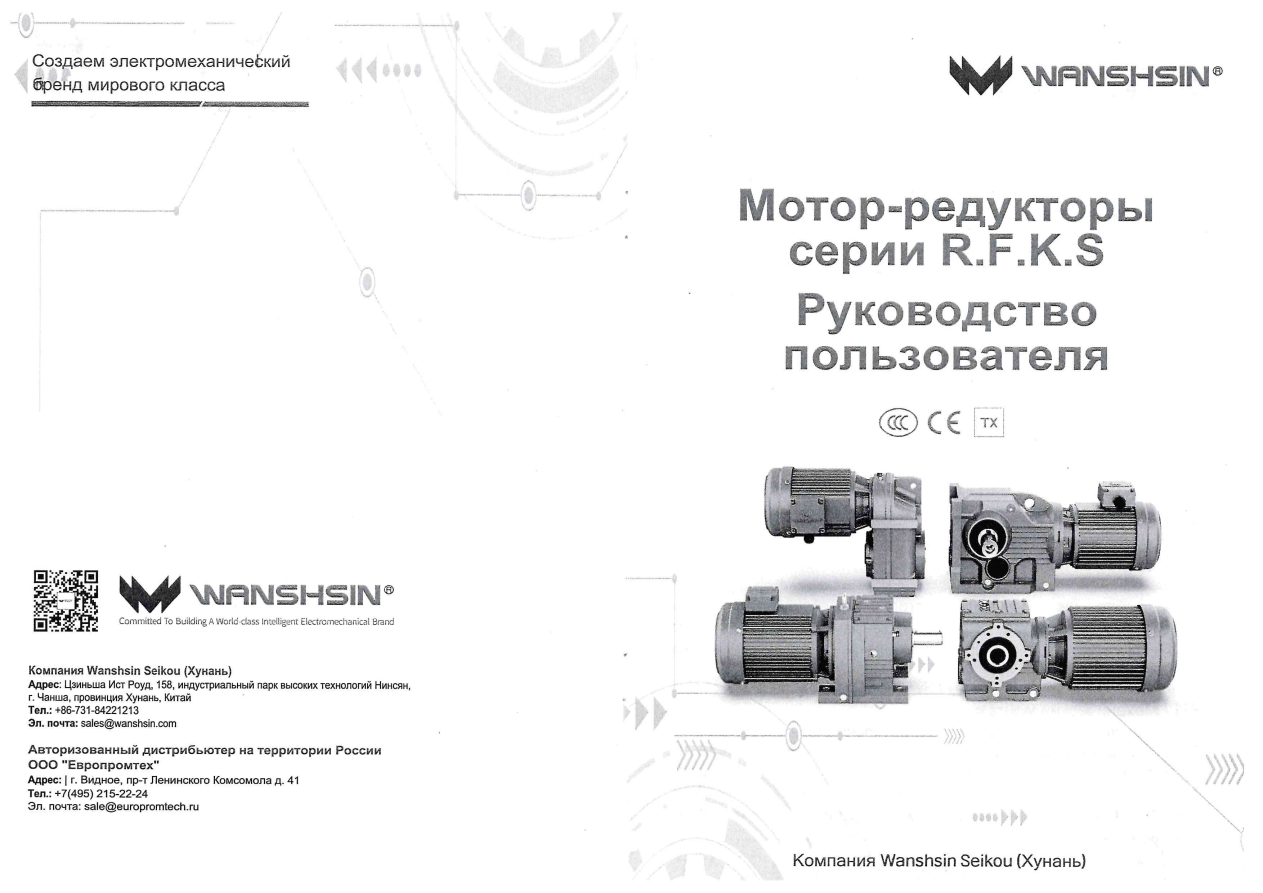 Создаем электромеханический
бренд мирового класса
WANSHSIN®
Committed To Building A World-class Intelligent Electromechanical Brand
Компания Wanshsin Seikou (Хунань)
Адрес: Цзиньша Ист Роуд, 158, индустриальный парк высоких технологий Нинсян,
г. Чанша, провинция Хунань, Китай
Тел.: +86-731-84221213
Эл. почта: sales@wanshsin.com
Авторизованный дистрибьютер на территории России
ООО "Европромтех"
Адрес: | г. Видное, пр-т Ленинского Комсомола д. 41
Тел.: +7(495) 215-22-24
Эл. почта: sale@europromtech.ru
WANSHSIN®
Мотор-редукторы
серии R.F.K.S
Руководство
пользователя
CCC CE TX
Компания Wanshsin Seikou (Хунань)